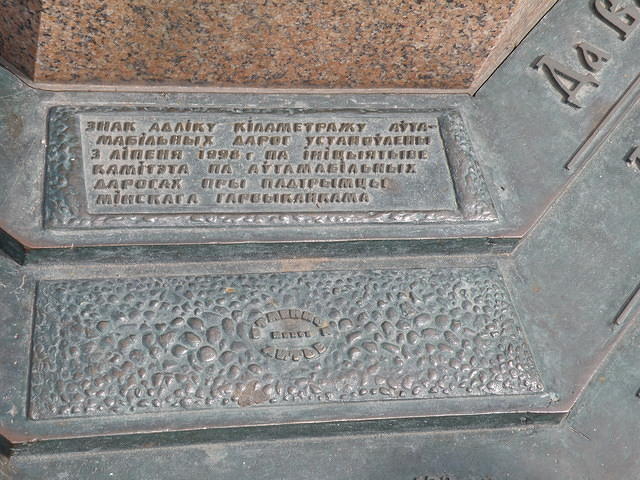 ЗНАК АДЛІКУ КІЛАМЕТРАЖУ АЎТА-
МАБІЛЬНЫХ ДАРОГ УСТАНОЎЛЕНЫ
3 ЛІПЕНЯ 1998 Г ПА ІНІЦЫЯТЫВЕ
КАМІТЭТА ПА АЎТАМАБІЛЬНЫХ
ДАРОГАХ ПРЫ ПАДТРЫМЦЫ
МІНСКАГА ГАРВЫКАНКАМА
Да